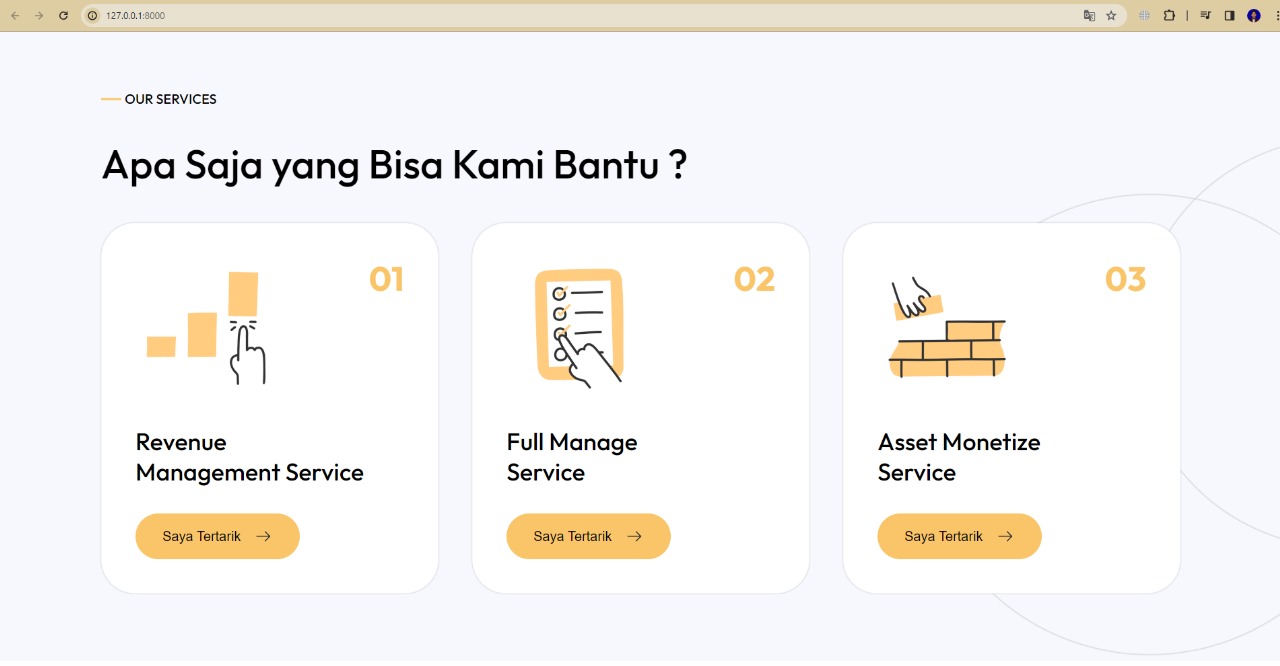 127.0.0.1:8000
OUR SERVICES
Apa Saja yang Bisa Kami Bantu ?
01
Revenue
Management Service
Saya Tertarik
02
Full Manage
Service
Saya Tertarik
03
Asset Monetize
Service
Saya Tertarik